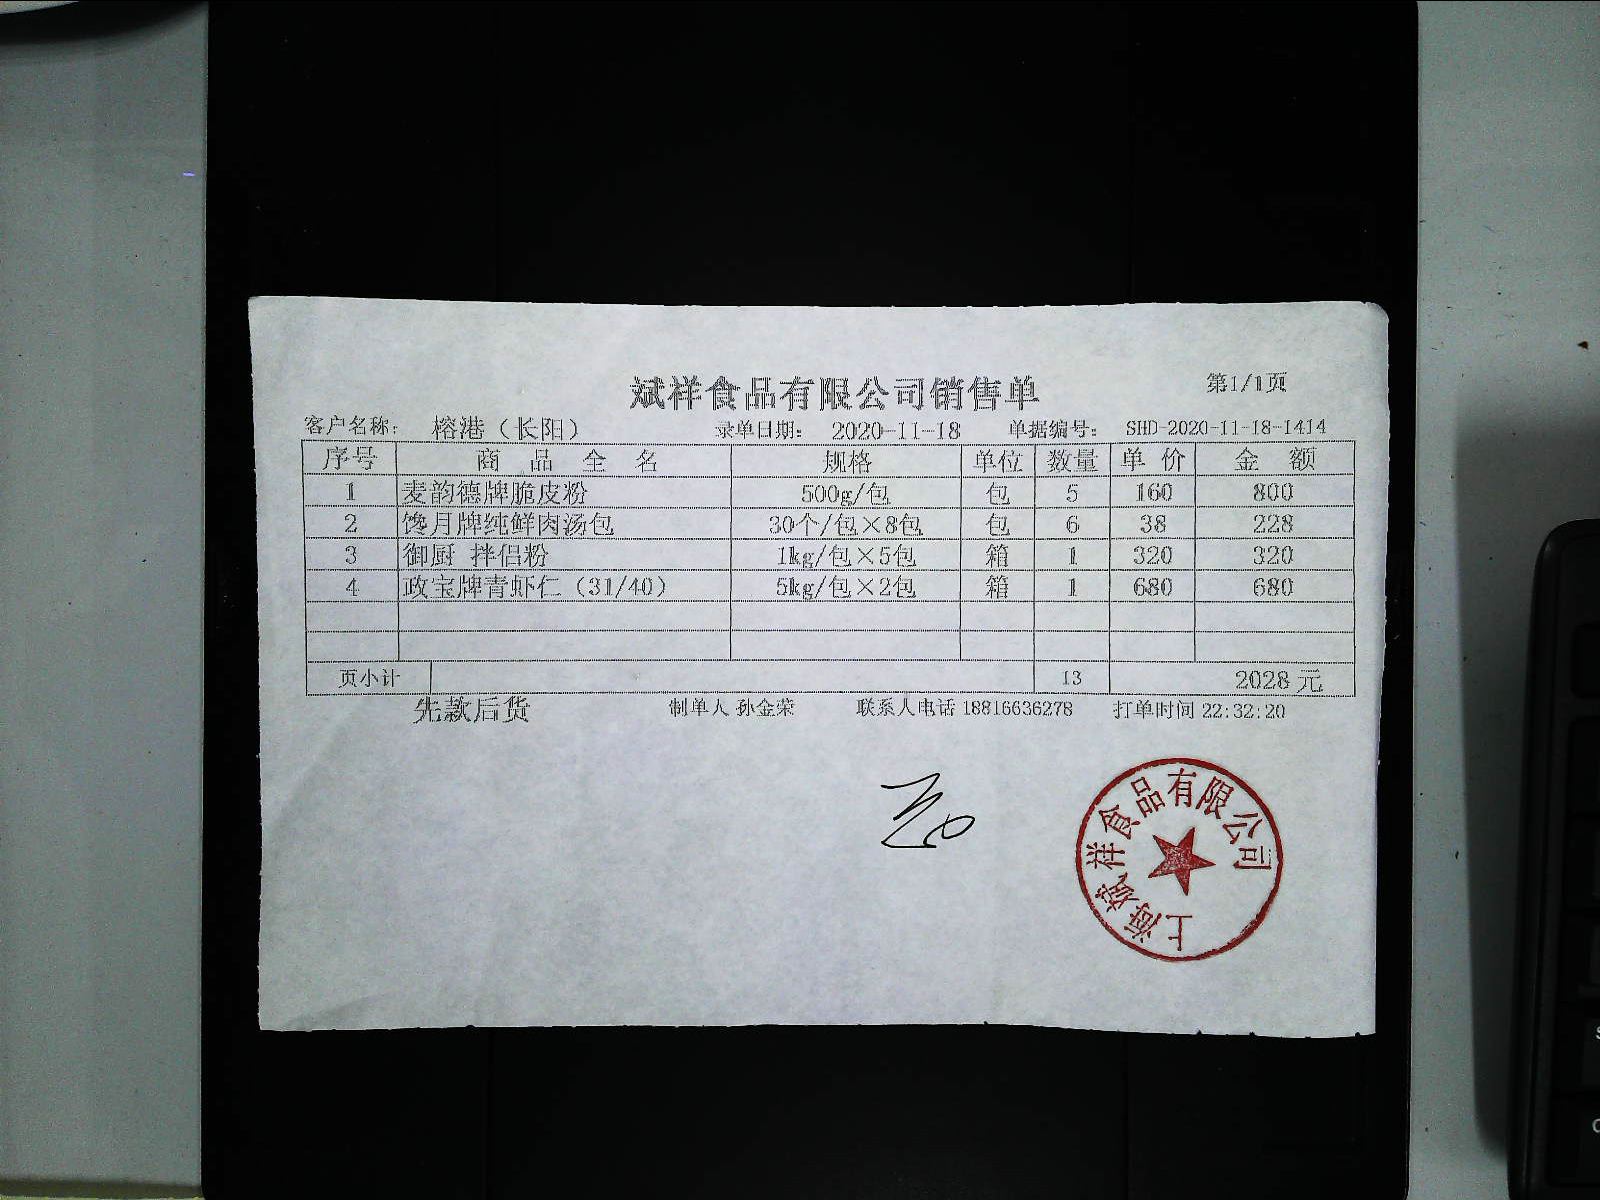 斌祥食品有限公司销售单 第1/1页
客户名称： 榕港（长阳） 录单日期： 2020-11-18 单据编号： SHD-2020-11-18-1414
序号 商品全名 规格 单位 数量 单价 金额
1 麦韵德牌脆皮粉 500g/包 包 5 160 800
2 馋月牌纯鲜肉汤包 30个/包×8包 包 6 38 228
3 御厨 拌侣粉 1kg/包×5包 箱 1 320 320
4 政宝牌青虾仁（31/40） 5kg/包×2包 箱 1 680 680
页小计 13 2028 元
先款后货 制单人 孙金荣 联系人电话 18816636278 打单时间 22:32:20
上海斌祥食品有限公司